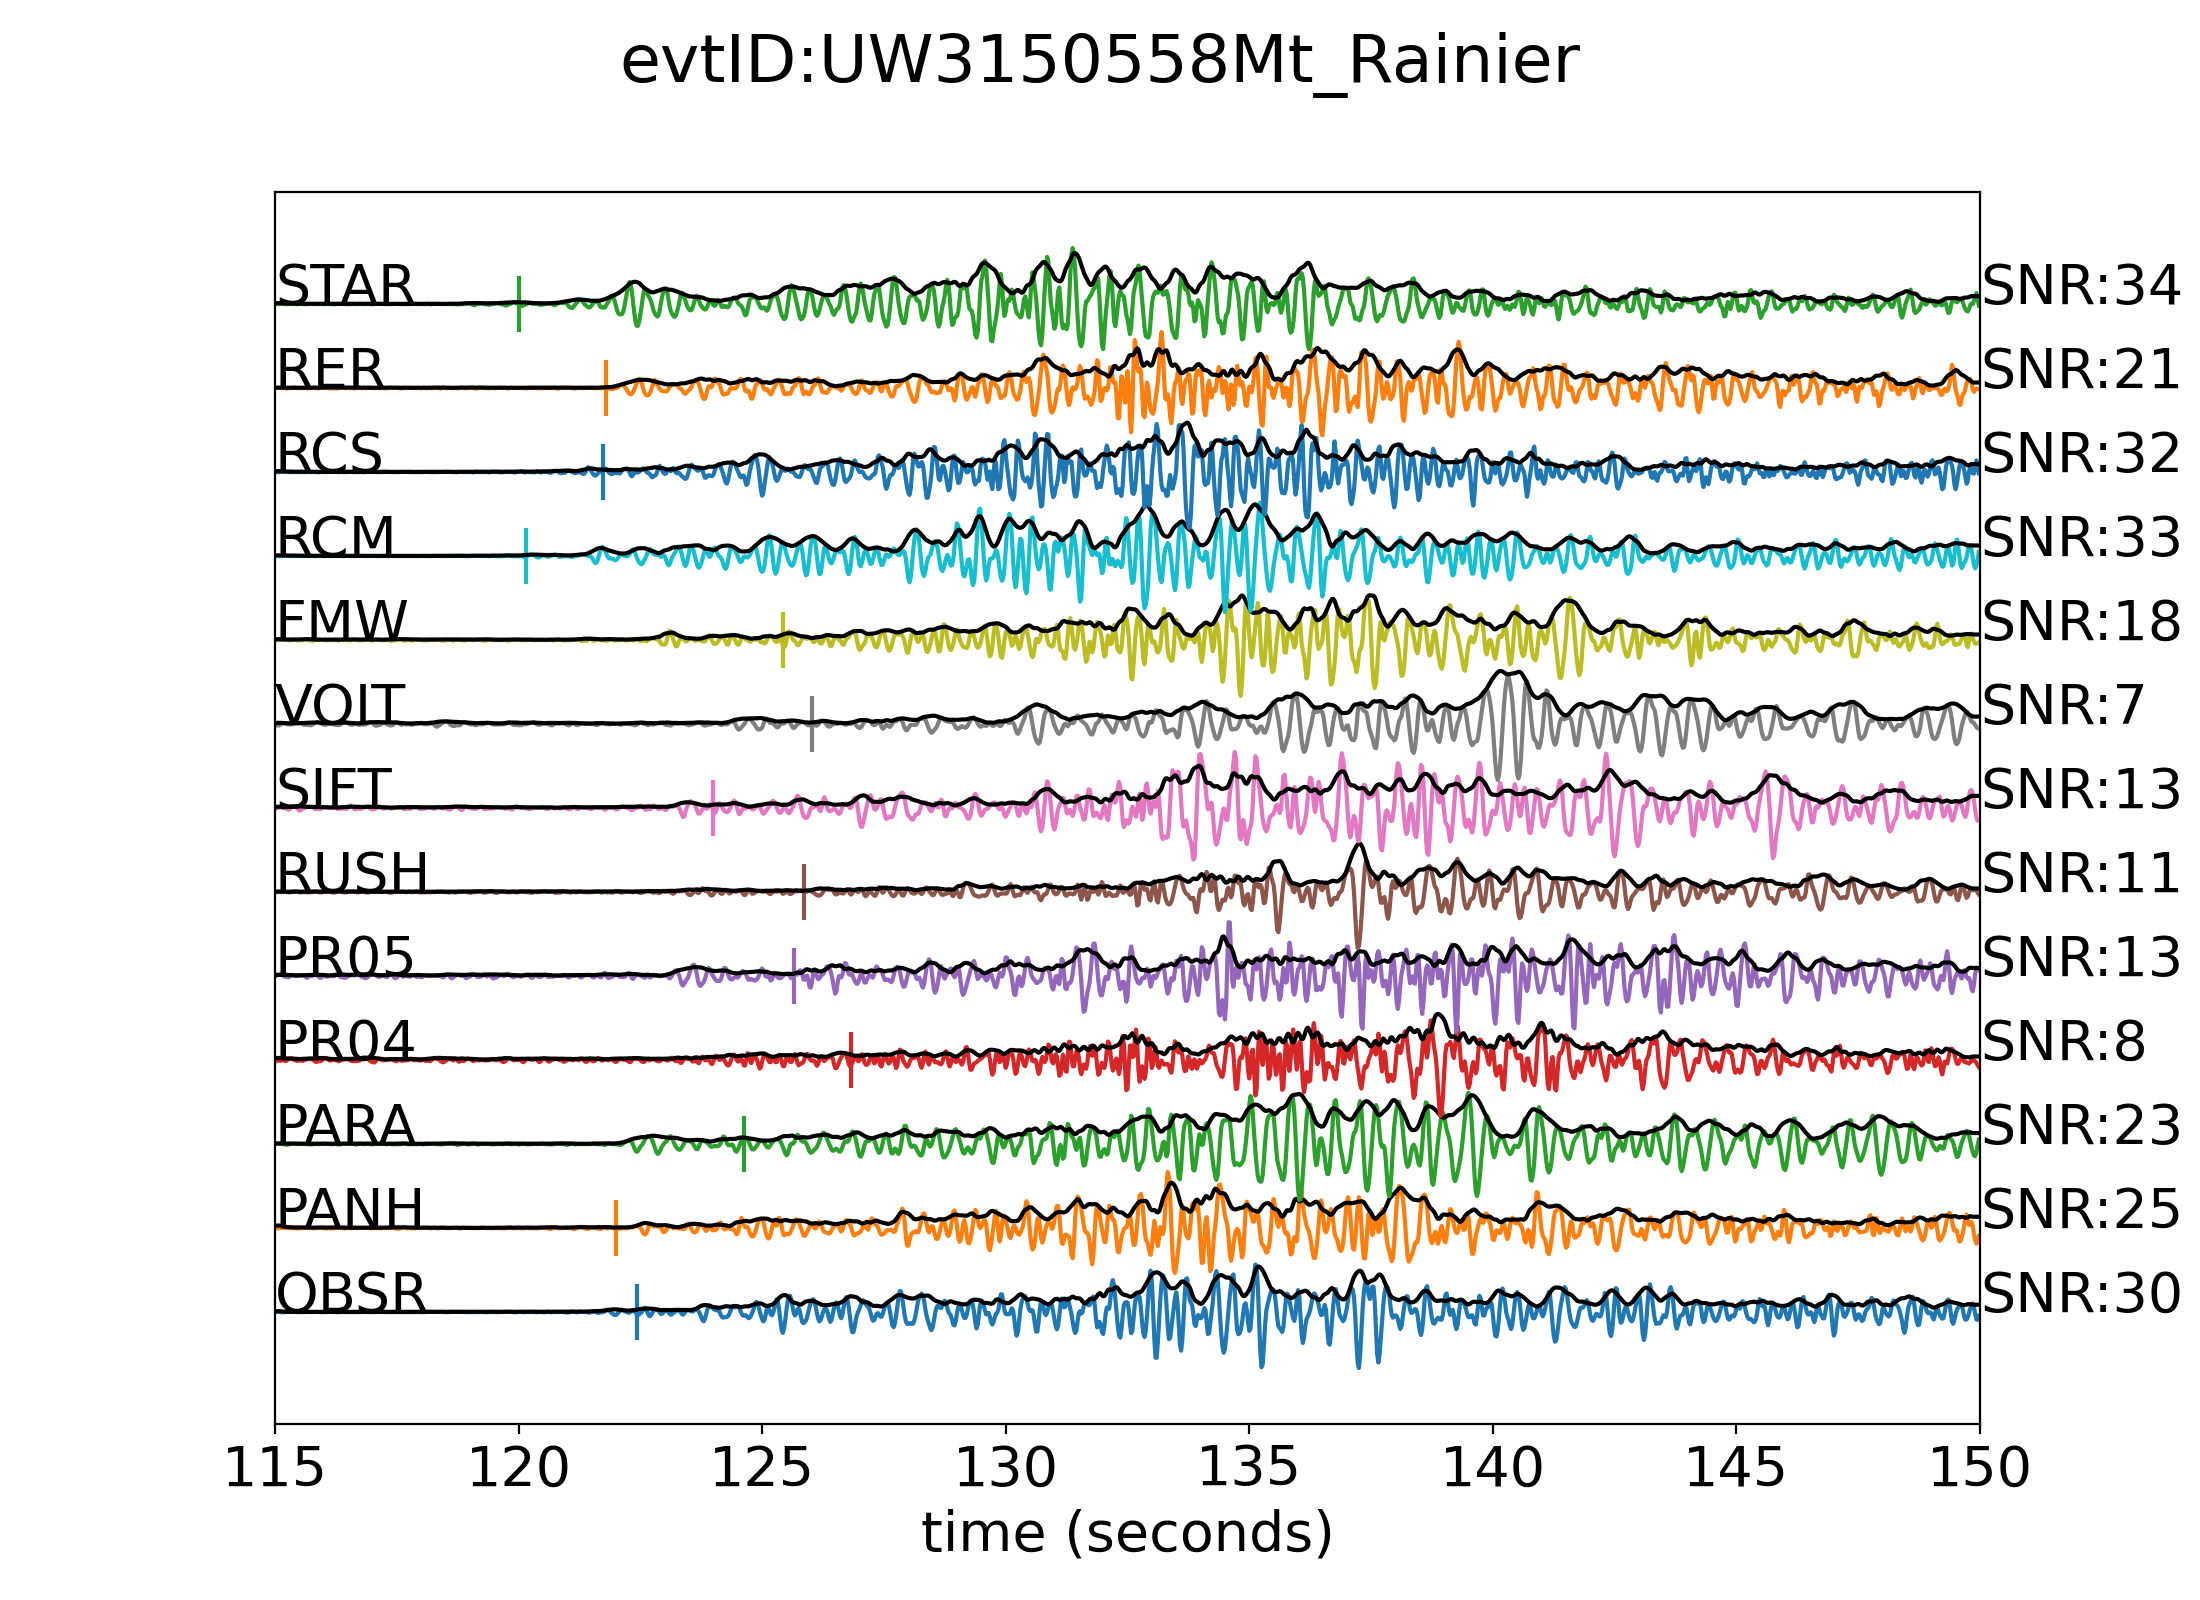 evtID:UW3150558Mt_Rainier
STAR SNR:34
RER SNR:21
RCS SNR:32
RCM SNR:33
FMW SNR:18
VOIT SNR:7
SIFT SNR:13
RUSH SNR:11
PR05 SNR:13
PR04 SNR:8
PARA SNR:23
PANH SNR:25
OBSR SNR:30
115 120 125 130 135 140 145 150
time (seconds)